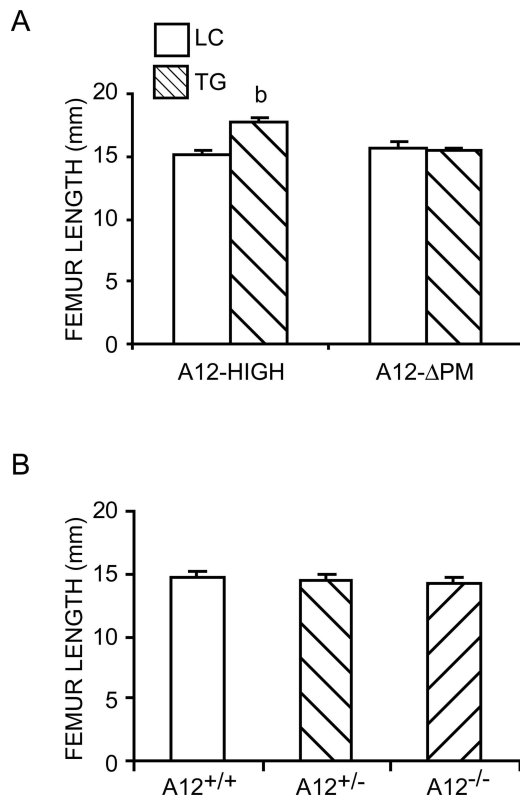 A
LC
TG
b
FEMUR LENGTH (mm)
20
15
10
5
0
A12-HIGH A12-ΔPM
B
FEMUR LENGTH (mm)
20
15
10
5
0
A12+/+ A12+/- A12-/-